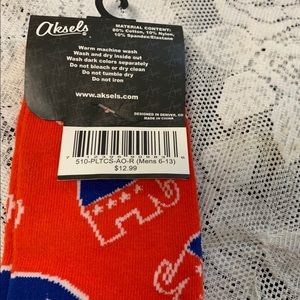 Aksels
MATERIAL CONTENT:
80% Cotton, 10% Nylon,
10% Spandex/Elastane
Warm machine wash
Wash and dry inside out
Wash dark colors separately
Do not bleach or dry clean
Do not tumble dry
Do not iron
www.aksels.com
DESIGNED IN DENVER, CO
MADE IN CHINA
510-PLTCS-AO-R (Mens 6-13)
$12.99